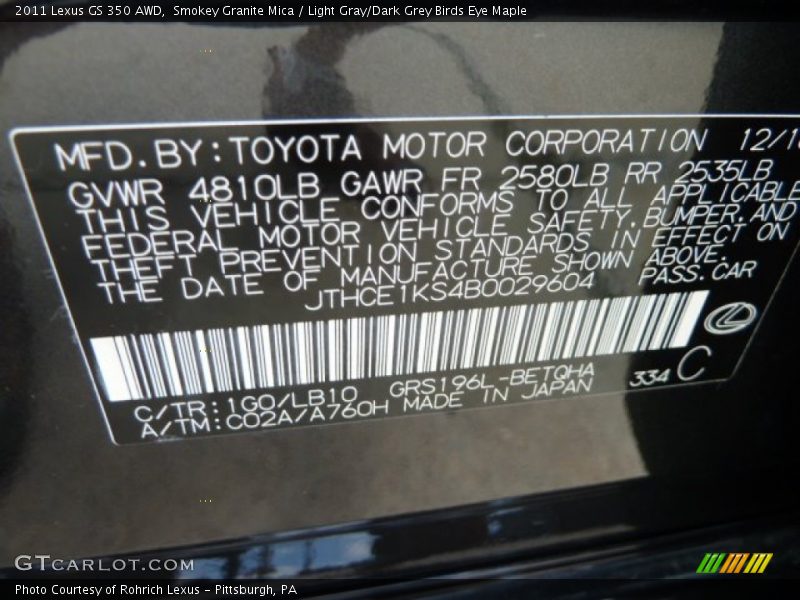 2011 Lexus GS 350 AWD, Smokey Granite Mica / Light Gray/Dark Grey Birds Eye Maple
MFD. BY: TOYOTA MOTOR CORPORATION 12/10
GVWR 4810LB GAWR FR 2580LB RR 2535LB
THIS VEHICLE CONFORMS TO ALL APPLICABLE
FEDERAL MOTOR VEHICLE SAFETY, BUMPER, AND
THEFT PREVENTION STANDARDS IN EFFECT ON
THE DATE OF MANUFACTURE SHOWN ABOVE.
JTHCE1KS4B0029604 PASS. CAR
C/TR: 1G0/LB10 GRS196L-BETQHA 334 C
A/TM: C02A/A760H MADE IN JAPAN
GTCARLOT.COM
Photo Courtesy of Rohrich Lexus - Pittsburgh, PA